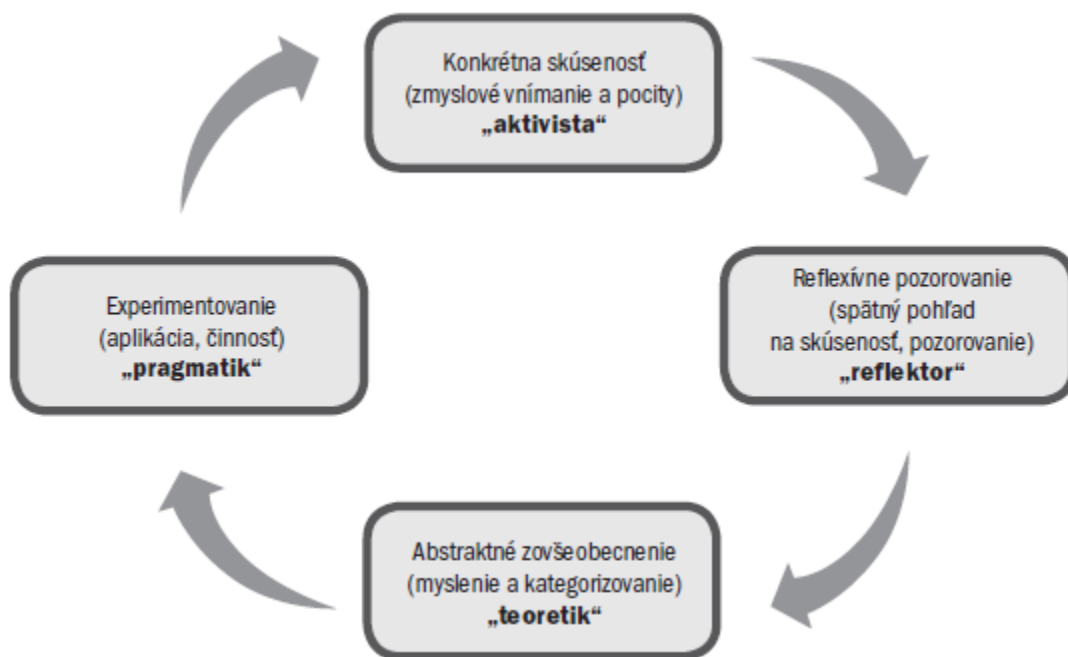 Konkrétna skúsenosť
(zmyslové vnímanie a pocity)
„aktivista“
Reflexívne pozorovanie
(spätný pohľad
na skúsenosť, pozorovanie)
„reflektor“
Abstraktné zovšeobecnenie
(myslenie a kategorizovanie)
„teoretik“
Experimentovanie
(aplikácia, činnosť)
„pragmatik“